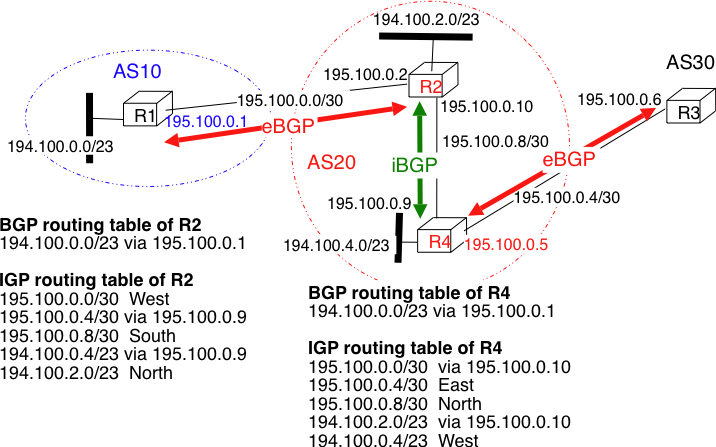 194.100.2.0/23
AS10
AS30
195.100.0.2
R2
195.100.0.0/30
195.100.0.10
195.100.0.6
R1
195.100.0.1
eBGP
R3
194.100.0.0/23
195.100.0.8/30
AS20
iBGP
eBGP
195.100.0.4/30
195.100.0.9
R4
195.100.0.5
194.100.4.0/23
BGP routing table of R2
194.100.0.0/23 via 195.100.0.1
IGP routing table of R2
195.100.0.0/30 West
195.100.0.4/30 via 195.100.0.9
195.100.0.8/30 South
194.100.0.4/23 via 195.100.0.9
194.100.2.0/23 North
BGP routing table of R4
194.100.0.0/23 via 195.100.0.1
IGP routing table of R4
195.100.0.0/30 via 195.100.0.10
195.100.0.4/30 East
195.100.0.8/30 North
194.100.2.0/23 via 195.100.0.10
194.100.0.4/23 West